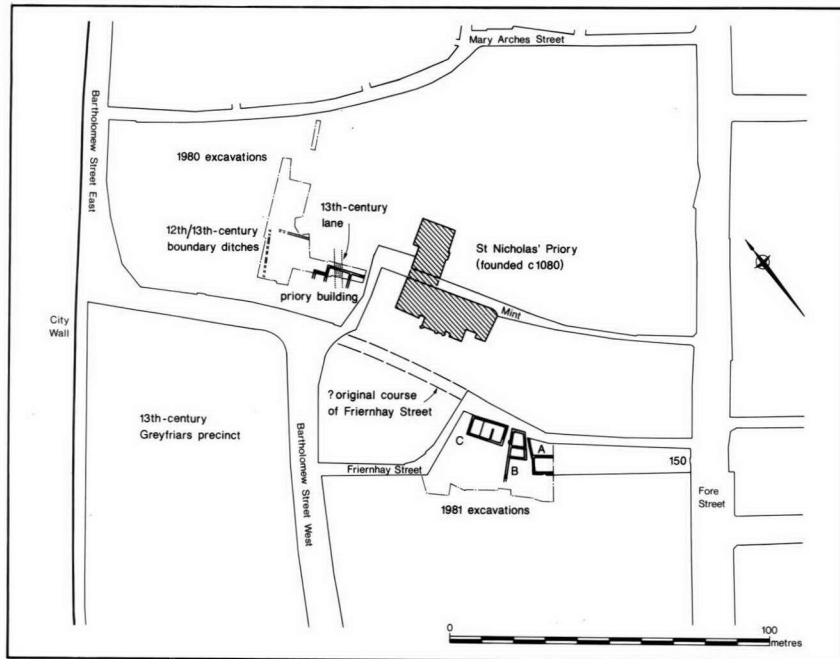 Mary Arches Street
Bartholomew Street East
1980 excavations
13th-century
lane
12th/13th-century
boundary ditches
St Nicholas' Priory
(founded c1080)
priory building
Mint
City
Wall
? original course
of Friernhay Street
13th-century
Greyfriars precinct
Bartholomew Street West
C
A
B
150
Friernhay Street
Fore
Street
1981 excavations
0
100
metres